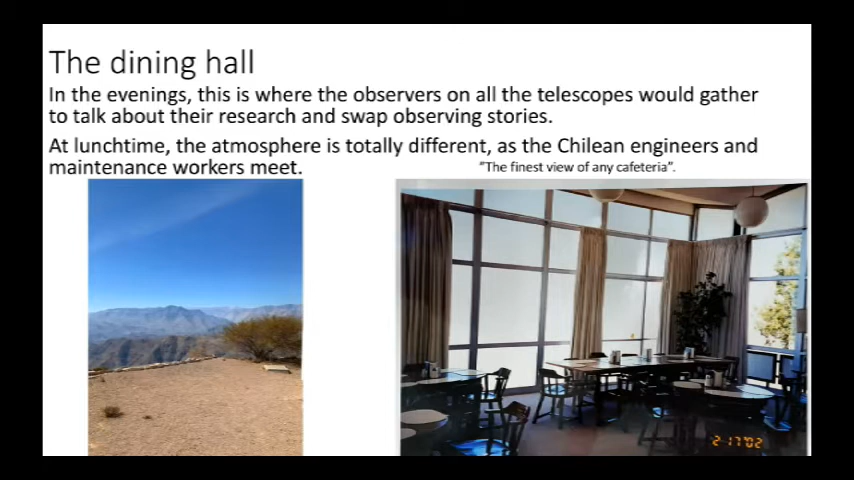 The dining hall
In the evenings, this is where the observers on all the telescopes would gather
to talk about their research and swap observing stories.
At lunchtime, the atmosphere is totally different, as the Chilean engineers and
maintenance workers meet.
"The finest view of any cafeteria".
2-17'02